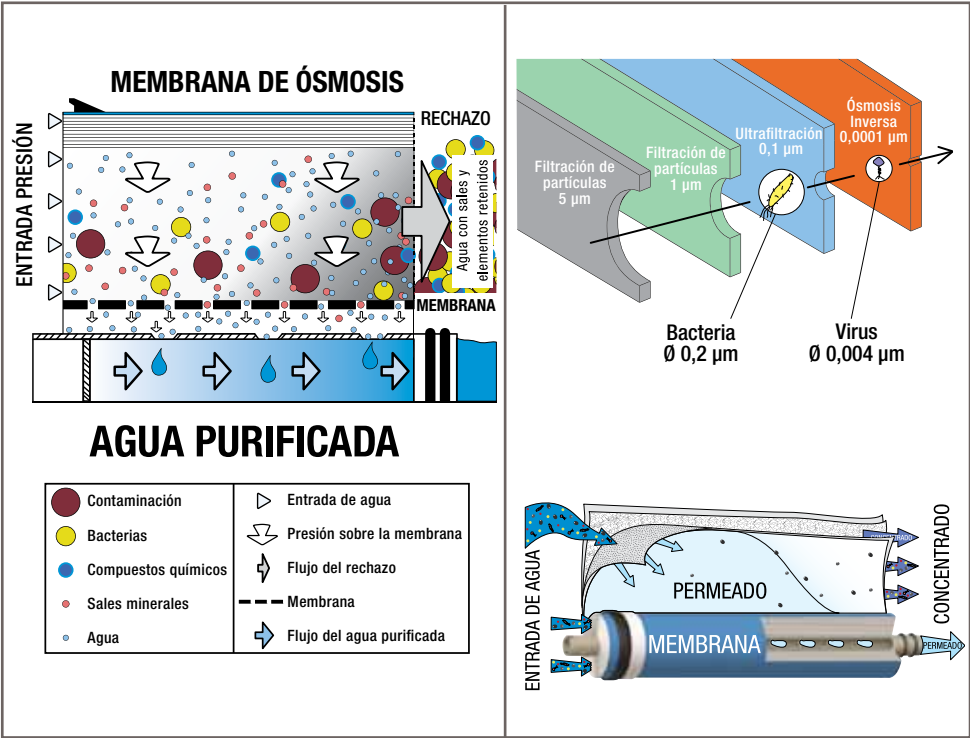 MEMBRANA DE ÓSMOSIS
ENTRADA PRESIÓN
RECHAZO
Agua con sales y
elementos retenidos
MEMBRANA
AGUA PURIFICADA
Contaminación
Bacterias
Compuestos químicos
Sales minerales
Agua
Entrada de agua
Presión sobre la membrana
Flujo del rechazo
Membrana
Flujo del agua purificada
Filtración de
partículas
5 µm
Filtración de
partículas
1 µm
Ultrafiltración
0,1 µm
Ósmosis
Inversa
0,0001 µm
Bacteria
Ø 0,2 µm
Virus
Ø 0,004 µm
ENTRADA DE AGUA
PERMEADO
CONCENTRADO
CONCENTRADO
MEMBRANA
PERMEADO